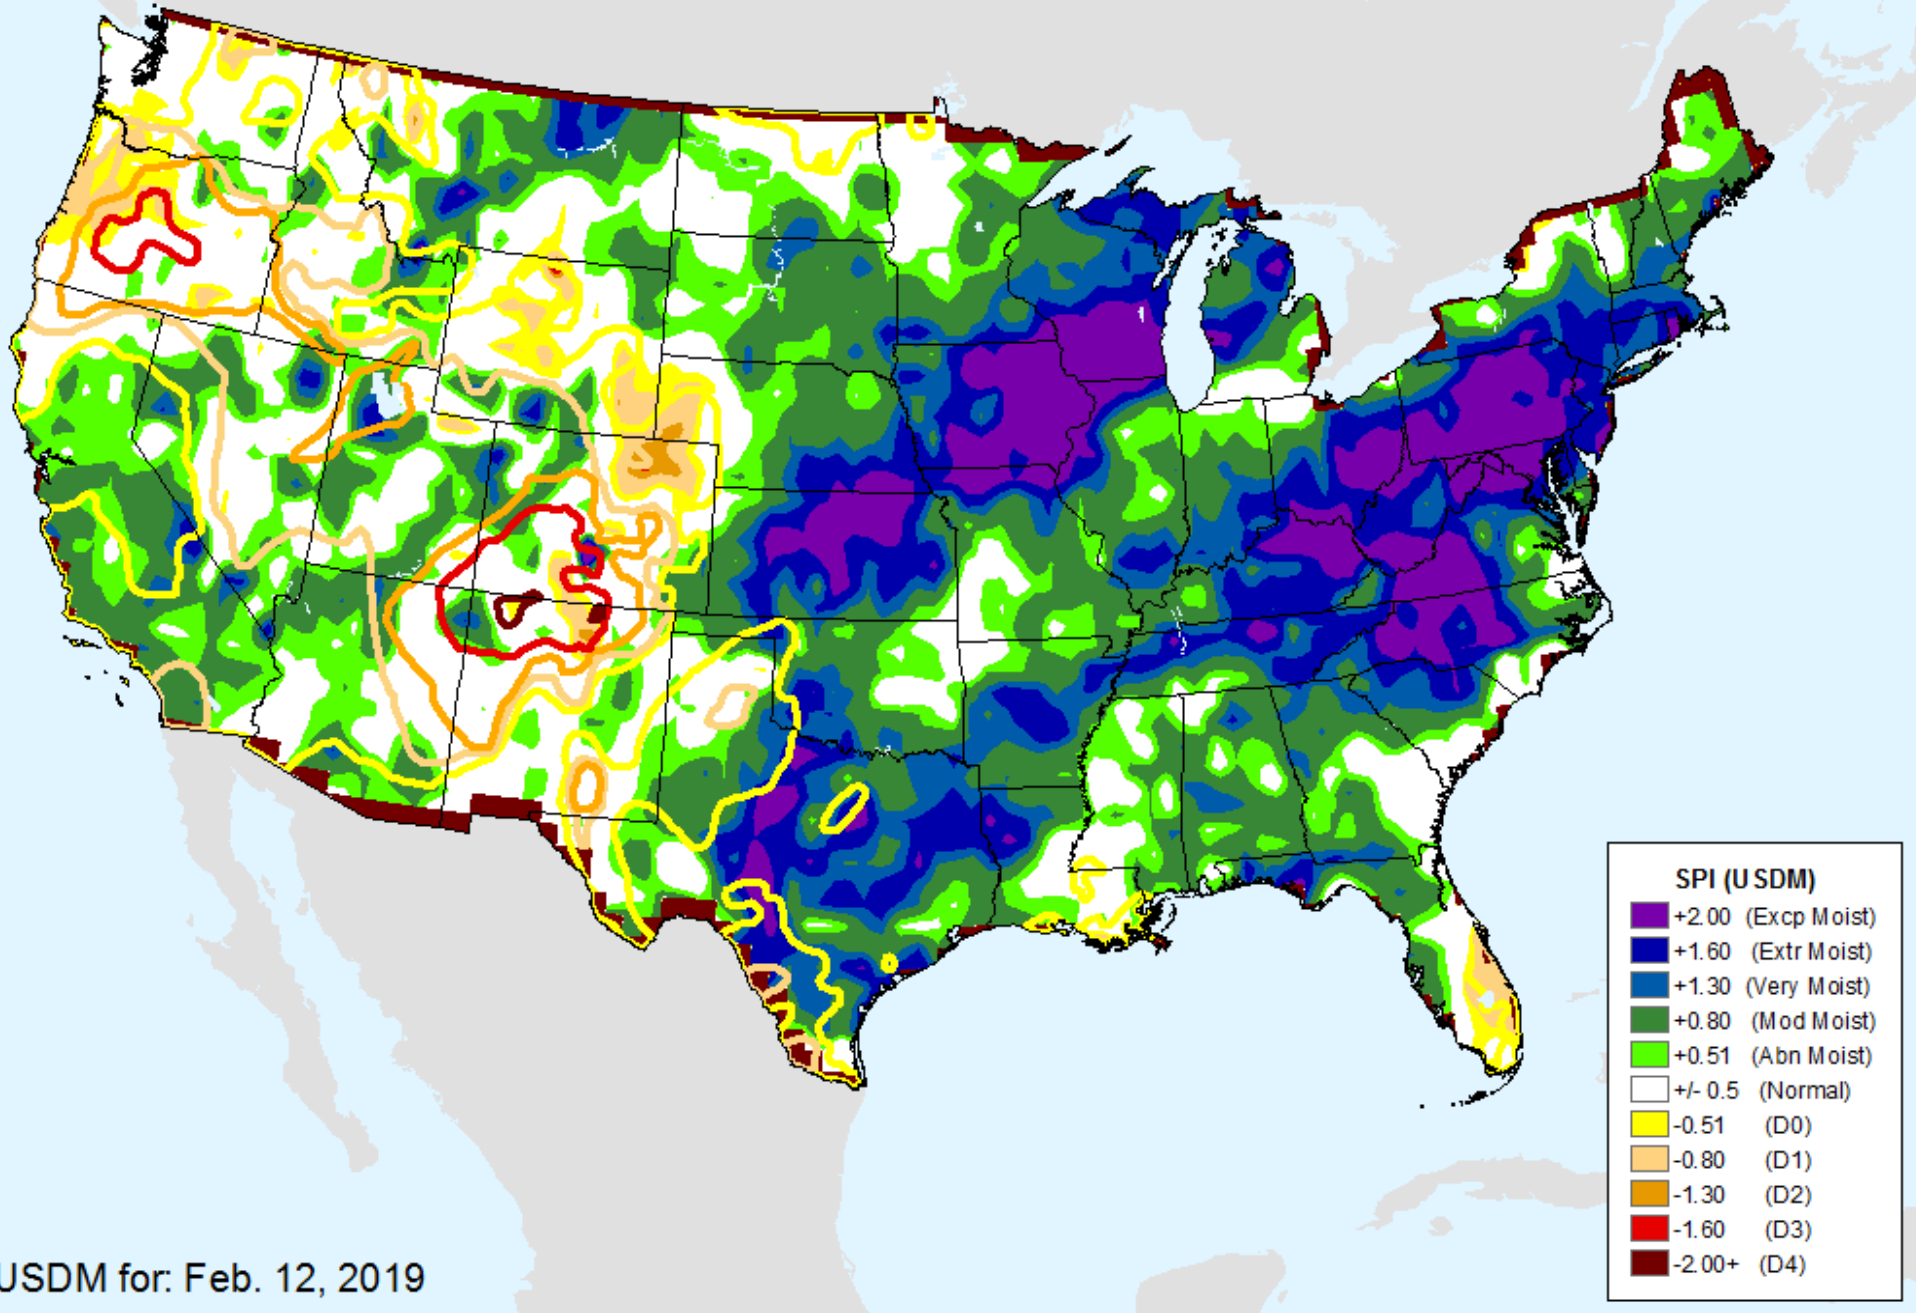 SPI (USDM)
+2.00 (Excp Moist)
+1.60 (Extr Moist)
+1.30 (Very Moist)
+0.80 (Mod Moist)
+0.51 (Abn Moist)
+/- 0.5 (Normal)
-0.51 (D0)
-0.80 (D1)
-1.30 (D2)
-1.60 (D3)
-2.00+ (D4)
USDM for: Feb. 12, 2019